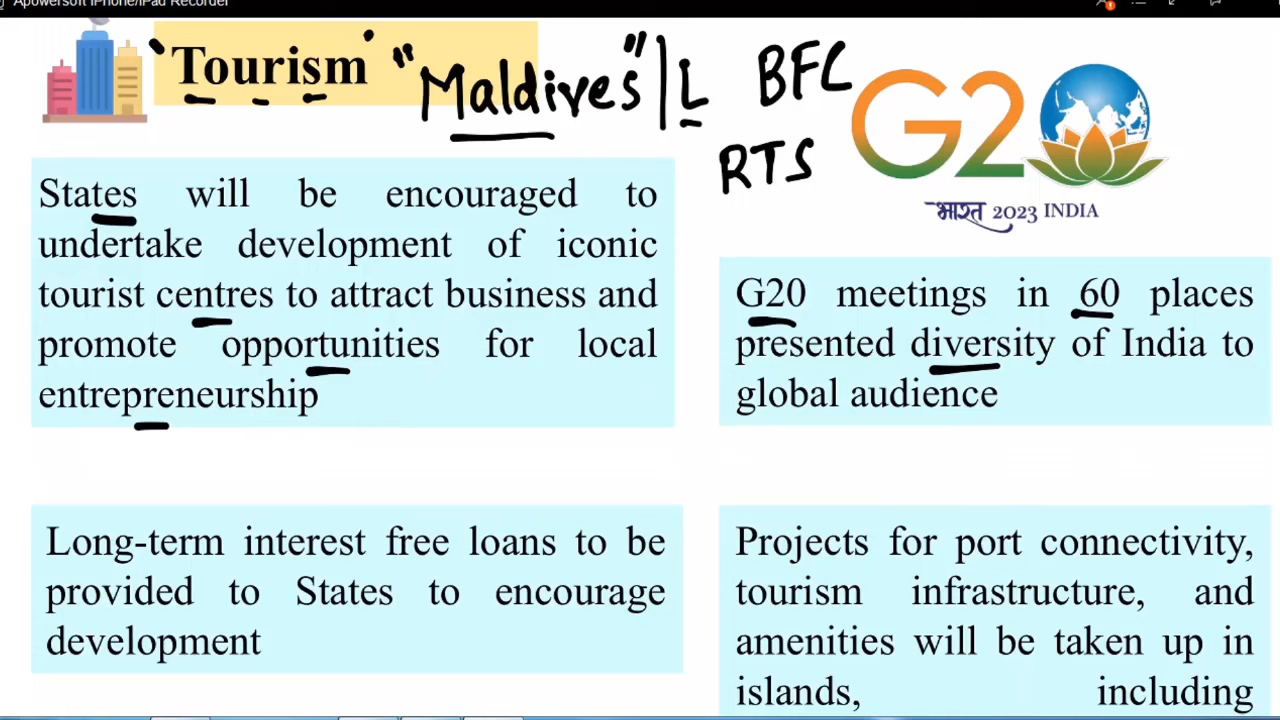 Apowersoft iPhone/iPad Recorder
'Tourism' "Maldives" | L BFC
RTS
G20
भारत 2023 INDIA
States will be encouraged to
undertake development of iconic
tourist centres to attract business and
promote opportunities for local
entrepreneurship
G20 meetings in 60 places
presented diversity of India to
global audience
Long-term interest free loans to be
provided to States to encourage
development
Projects for port connectivity,
tourism infrastructure, and
amenities will be taken up in
islands, including